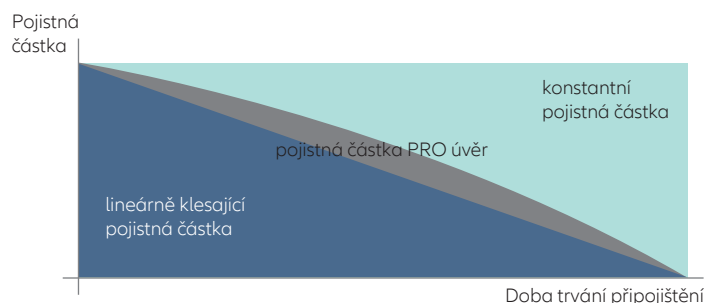 Pojistná
částka
konstantní
pojistná částka
pojistná částka PRO úvěr
lineárně klesající
pojistná částka
Doba trvání připojištění